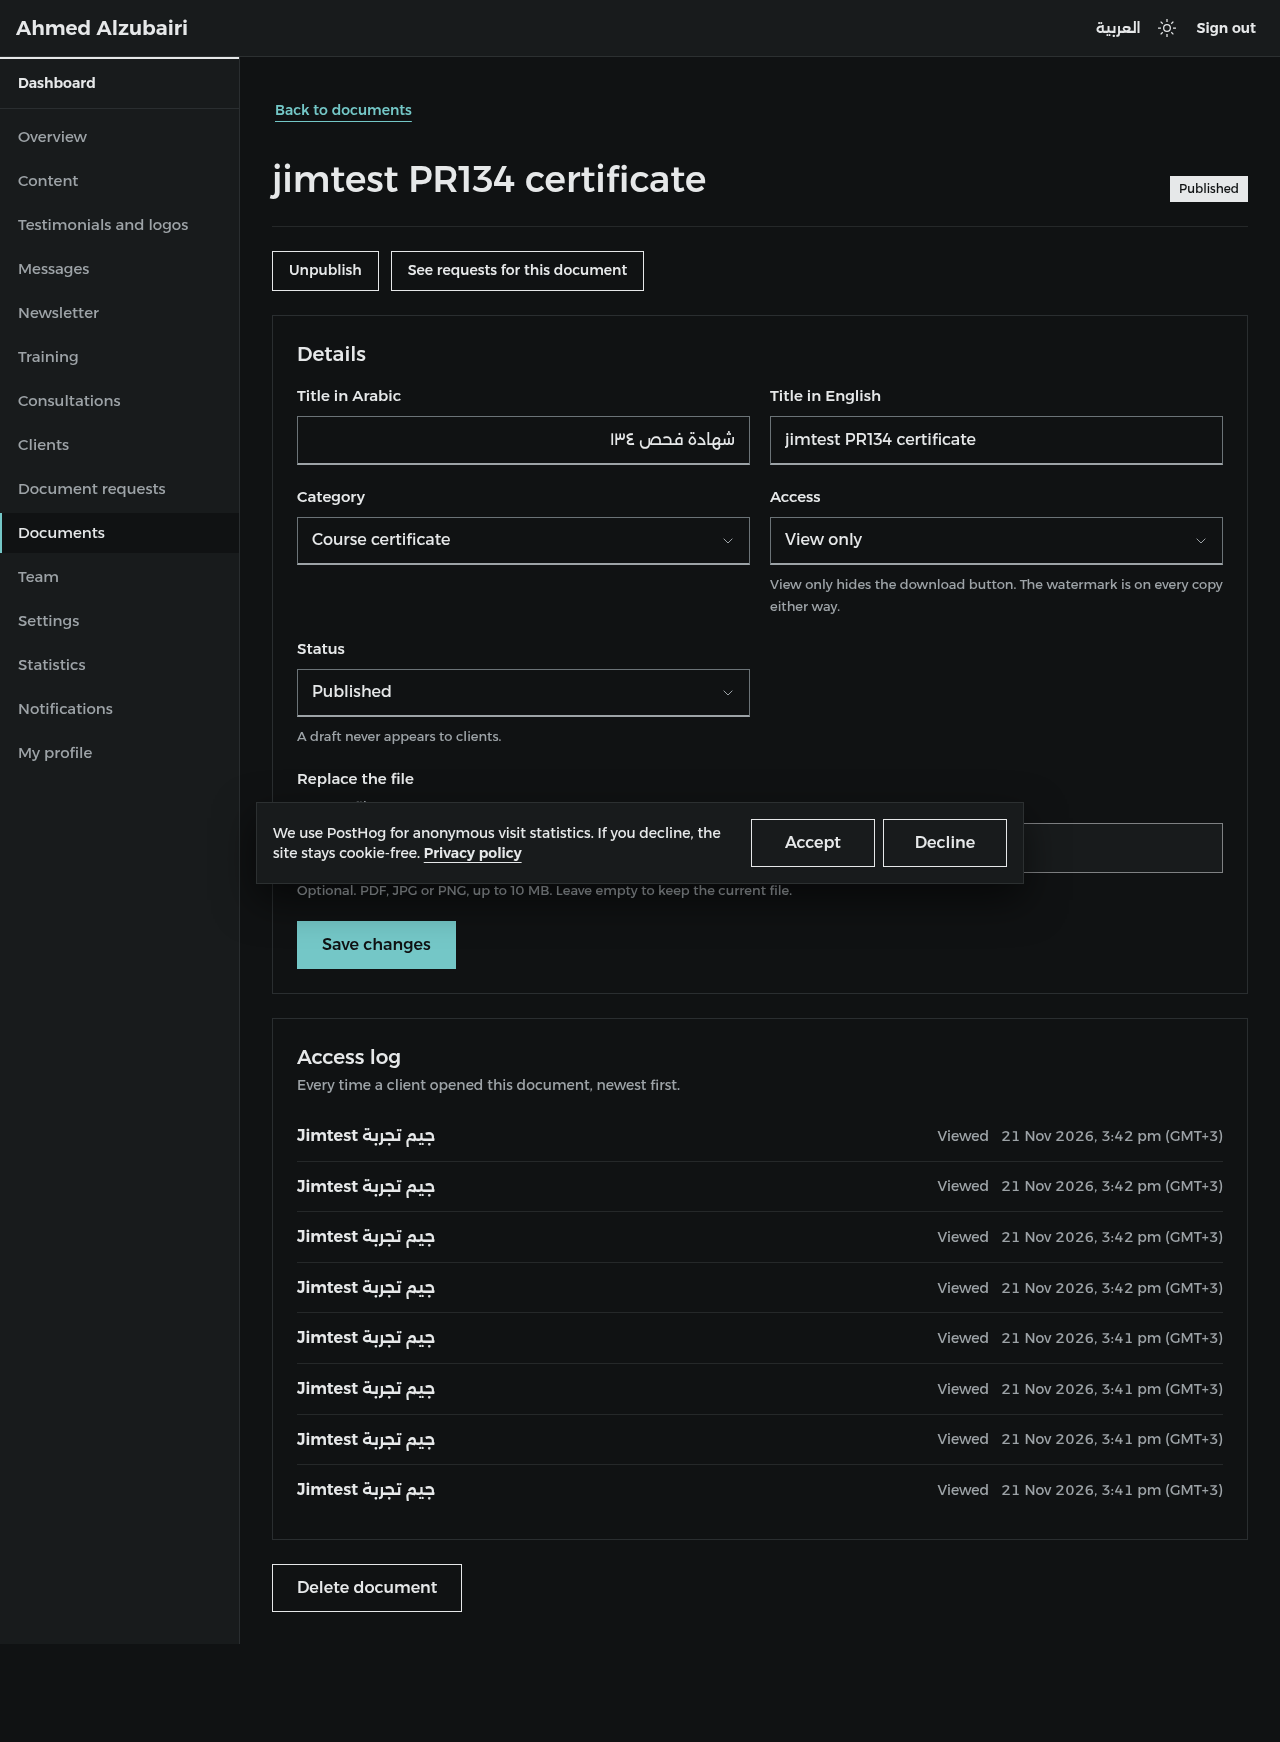 Ahmed Alzubairi
العربية
Sign out
Dashboard
Overview
Content
Testimonials and logos
Messages
Newsletter
Training
Consultations
Clients
Document requests
Documents
Team
Settings
Statistics
Notifications
My profile
Back to documents
jimtest PR134 certificate
Published
Unpublish
See requests for this document
Details
Title in Arabic
Title in English
شهادة فحص ١٣٤
jimtest PR134 certificate
Category
Access
Course certificate
View only
View only hides the download button. The watermark is on every copy
either way.
Status
Published
A draft never appears to clients.
Replace the file
We use PostHog for anonymous visit statistics. If you decline, the
site stays cookie-free. Privacy policy
Accept
Decline
Optional. PDF, JPG or PNG, up to 10 MB. Leave empty to keep the current file.
Save changes
Access log
Every time a client opened this document, newest first.
Jimtest جيم تجربة
Viewed 21 Nov 2026, 3:42 pm (GMT+3)
Jimtest جيم تجربة
Viewed 21 Nov 2026, 3:42 pm (GMT+3)
Jimtest جيم تجربة
Viewed 21 Nov 2026, 3:42 pm (GMT+3)
Jimtest جيم تجربة
Viewed 21 Nov 2026, 3:42 pm (GMT+3)
Jimtest جيم تجربة
Viewed 21 Nov 2026, 3:41 pm (GMT+3)
Jimtest جيم تجربة
Viewed 21 Nov 2026, 3:41 pm (GMT+3)
Jimtest جيم تجربة
Viewed 21 Nov 2026, 3:41 pm (GMT+3)
Jimtest جيم تجربة
Viewed 21 Nov 2026, 3:41 pm (GMT+3)
Delete document